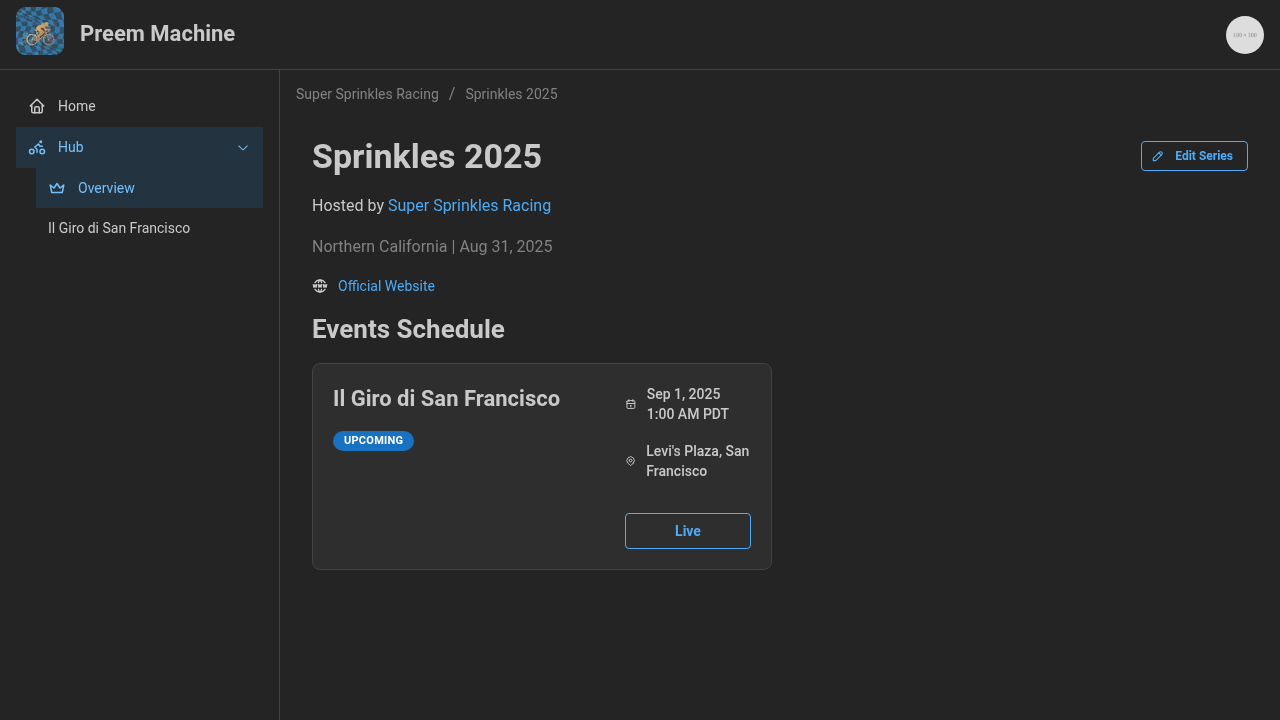 Preem Machine
100 × 100
Home
Hub
Overview
Il Giro di San Francisco
Super Sprinkles Racing / Sprinkles 2025
Sprinkles 2025
Edit Series
Hosted by Super Sprinkles Racing
Northern California | Aug 31, 2025
Official Website
Events Schedule
Il Giro di San Francisco
UPCOMING
Sep 1, 2025
1:00 AM PDT
Levi's Plaza, San
Francisco
Live